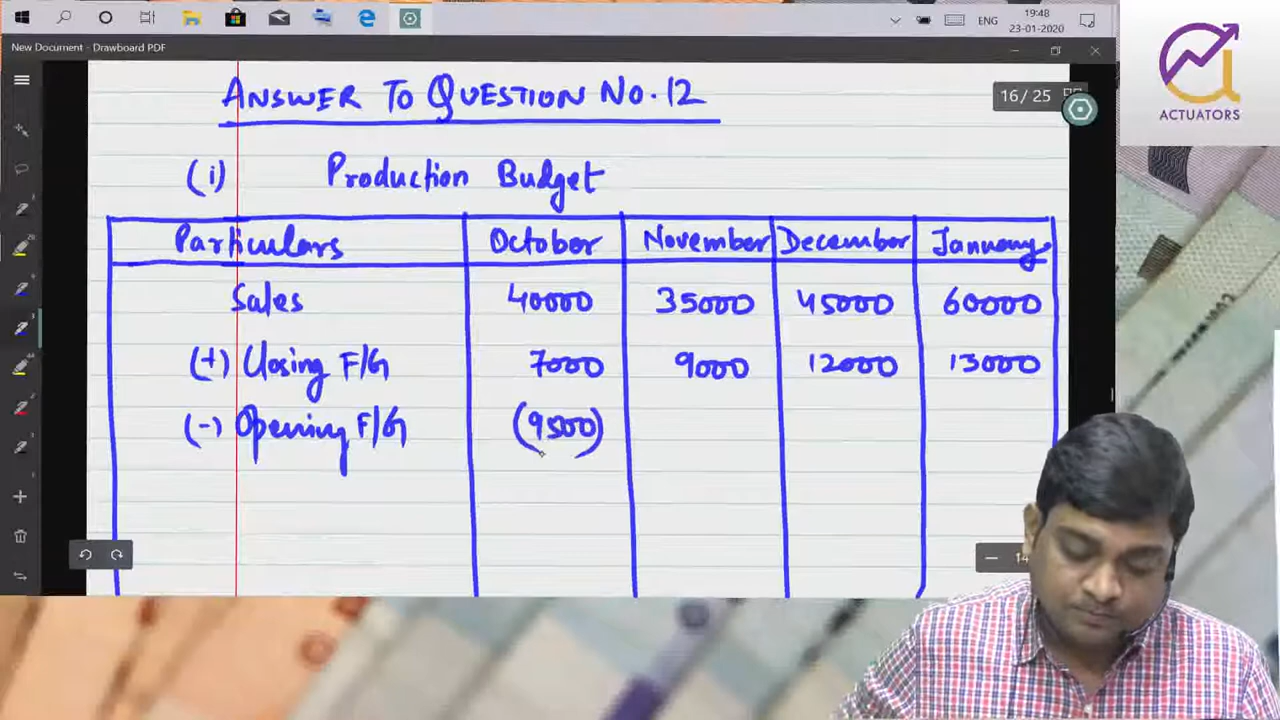 19:48
ENG
23-01-2020
New Document - Drawboard PDF
ANSWER TO QUESTION NO. 12
16 / 25
ACTUATORS
(i) Production Budget
Particulars October November December January
Sales 40000 35000 45000 60000
(+) Closing F/G 7000 9000 12000 13000
(-) Opening F/G (9500)